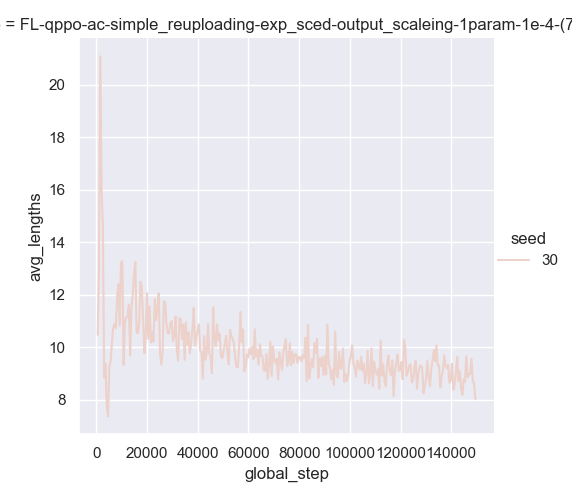 = FL-qppo-ac-simple_reuploading-exp_sced-output_scaleing-1param-1e-4-(7
avg_lengths
20
18
16
14
12
10
8
seed
30
0 20000 40000 60000 80000 100000 120000 140000
global_step